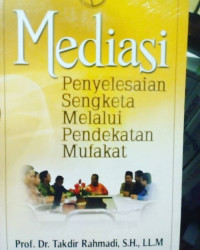 Mediasi
Penyelesaian
Sengketa
Melalui
Pendekatan
Mufakat
Prof. Dr. Takdir Rahmadi, S.H., LL.M